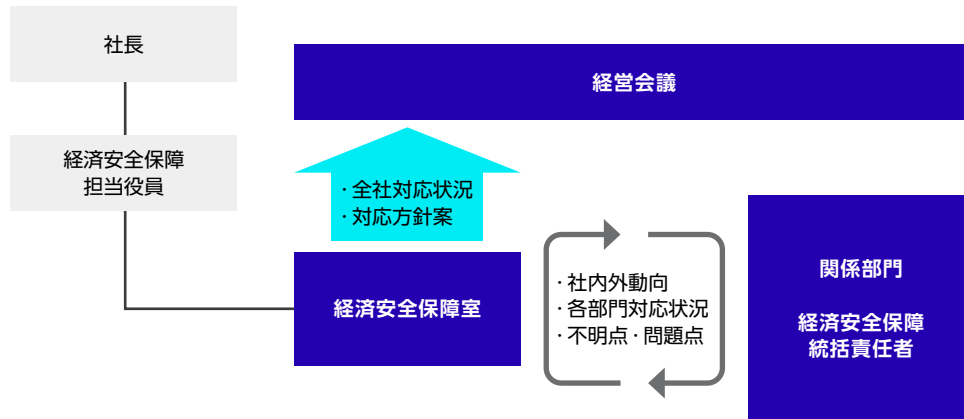 社長
経営会議
経済安全保障
担当役員
・全社対応状況
・対応方針案
経済安全保障室
・社内外動向
・各部門対応状況
・不明点・問題点
関係部門
経済安全保障
統括責任者